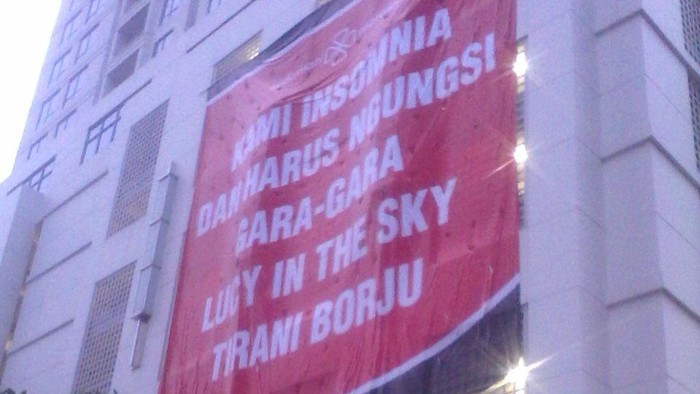 KAMI INSOMNIA
DAN HARUS NGUNGSI
GARA-GARA
LUCY IN THE SKY
TIRANI BORJU